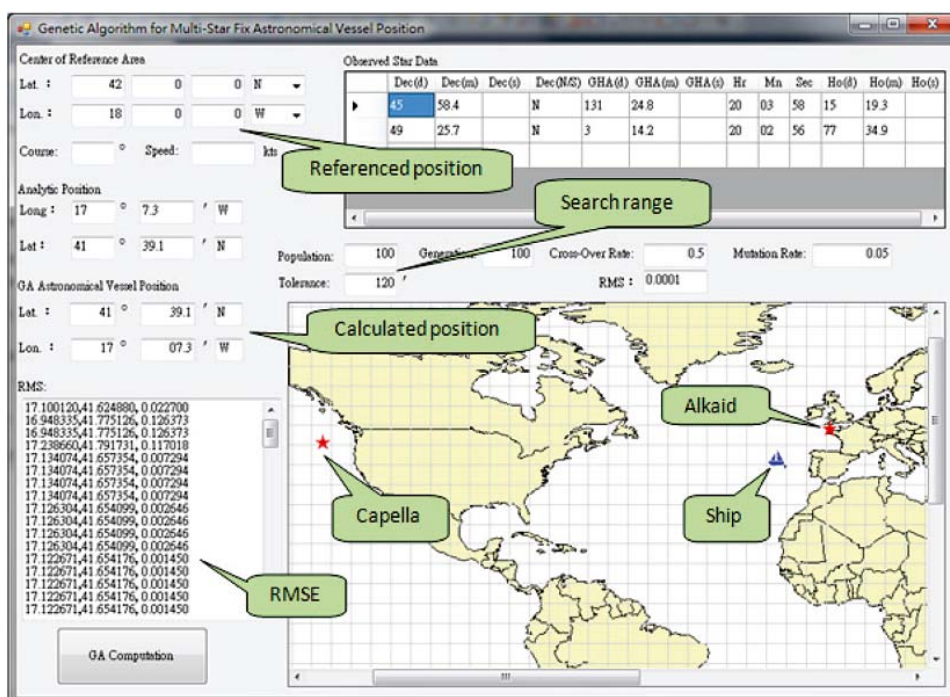 Genetic Algorithm for Multi-Star Fix Astronomical Vessel Position
Center of Reference Area
Lat. : 42 0 0 N
Lon. : 18 0 0 W
Course: ° Speed: kts
Referenced position
Observed Star Data
Dec(d) Dec(m) Dec(s) Dec(N/S) GHA(d) GHA(m) GHA(s) Hr Mn Sec Ho(d) Ho(m) Ho(s)
45 58.4 N 131 24.8 20 03 58 15 19.3
49 25.7 N 3 14.2 20 02 56 77 34.9
Search range
Analytic Position
Long : 17 ° 7.3 ′ W
Lat : 41 ° 39.1 ′ N
Population: 100 Generation: 100 Cross-Over Rate: 0.5 Mutation Rate: 0.05
Tolerance: 120 ′ RMS : 0.0001
GA Astronomical Vessel Position
Lat. : 41 ° 39.1 ′ N
Lon. : 17 ° 07.3 ′ W
Calculated position
RMS:
17.100120,41.624880, 0.022700
16.948335,41.775126, 0.126373
16.948335,41.775126, 0.126373
17.238660,41.791731, 0.117018
17.134074,41.657354, 0.007294
17.134074,41.657354, 0.007294
17.134074,41.657354, 0.007294
17.126304,41.654099, 0.002646
17.126304,41.654099, 0.002646
17.126304,41.654099, 0.002646
17.126304,41.654099, 0.002646
17.122671,41.654176, 0.001450
17.122671,41.654176, 0.001450
17.122671,41.654176, 0.001450
17.122671,41.654176, 0.001450
17.122671,41.654176, 0.001450
RMSE
GA Computation
Alkaid
Capella
Ship